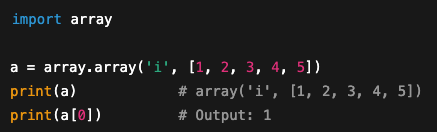 import array
a = array.array('i', [1, 2, 3, 4, 5])
print(a)             # array('i', [1, 2, 3, 4, 5])
print(a[0])          # Output: 1